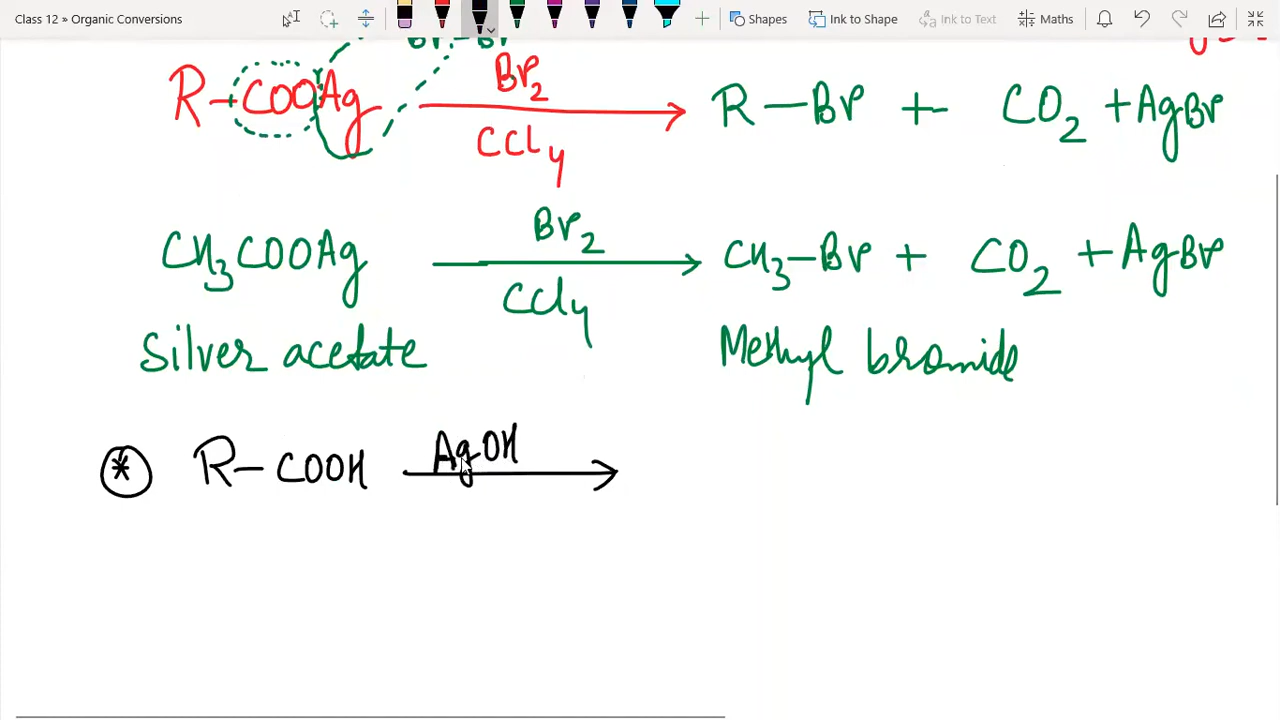 Class 12 » Organic Conversions
Shapes Ink to Shape Ink to Text Maths
R-COOAg Br2 CCl4 R-Br + CO2 + AgBr
CH3COOAg Br2 CCl4 CH3-Br + CO2 + AgBr
Silver acetate Methyl bromide
* R-COOH AgOH